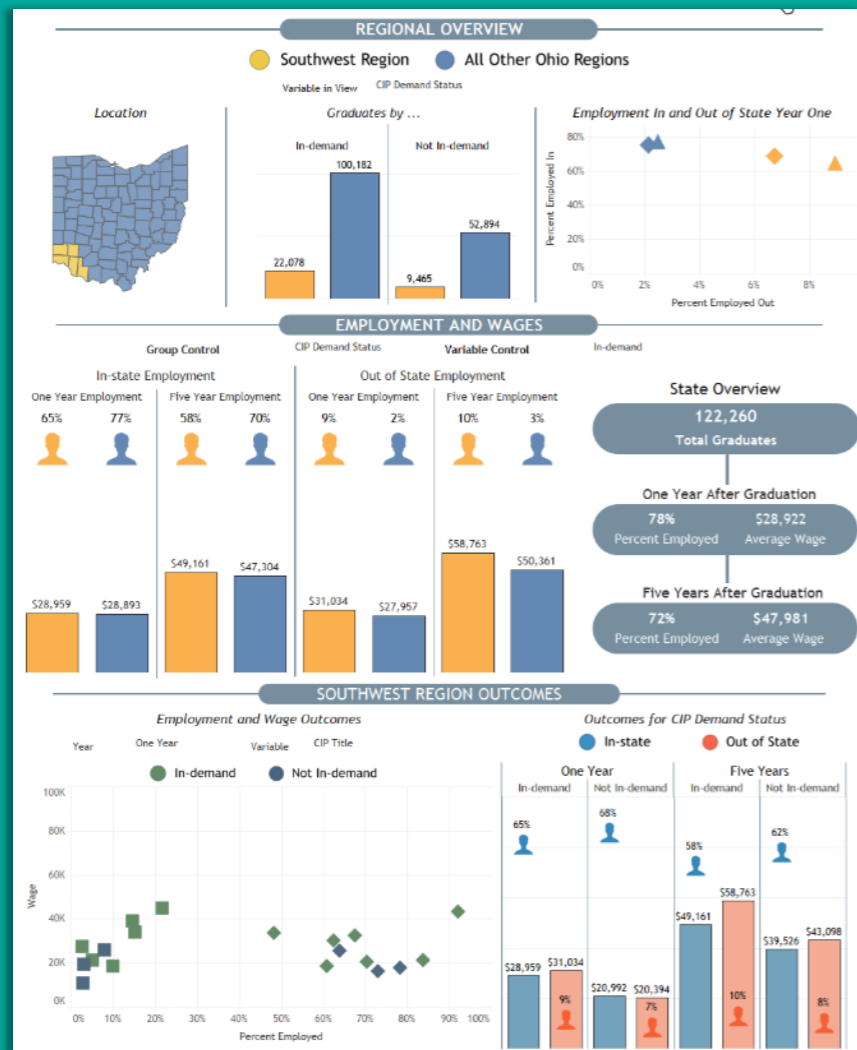 REGIONAL OVERVIEW
Southwest Region All Other Ohio Regions
Variable in View CIP Demand Status
Location
Graduates by ...
In-demand Not In-demand
100,182
52,894
22,078
9,465
Employment In and Out of State Year One
80%
60%
40%
20%
0%
Percent Employed In
0% 2% 4% 6% 8%
Percent Employed Out
EMPLOYMENT AND WAGES
Group Control CIP Demand Status Variable Control In-demand
In-state Employment Out of State Employment
One Year Employment Five Year Employment One Year Employment Five Year Employment
65% 77% 58% 70% 9% 2% 10% 3%
$28,959 $28,893 $49,161 $47,304 $31,034 $27,957 $58,763 $50,361
State Overview
122,260
Total Graduates
One Year After Graduation
78% $28,922
Percent Employed Average Wage
Five Years After Graduation
72% $47,981
Percent Employed Average Wage
SOUTHWEST REGION OUTCOMES
Employment and Wage Outcomes
Year One Year Variable CIP Title
In-demand Not In-demand
100K
80K
60K
40K
20K
0K
Wage
0% 10% 20% 30% 40% 50% 60% 70% 80% 90% 100%
Percent Employed
Outcomes for CIP Demand Status
In-state Out of State
One Year Five Years
In-demand Not In-demand In-demand Not In-demand
65% 68% 58% 62%
$28,959 $31,034 $20,992 $20,394 $49,161 $58,763 $39,526 $43,098
9% 7% 10% 8%